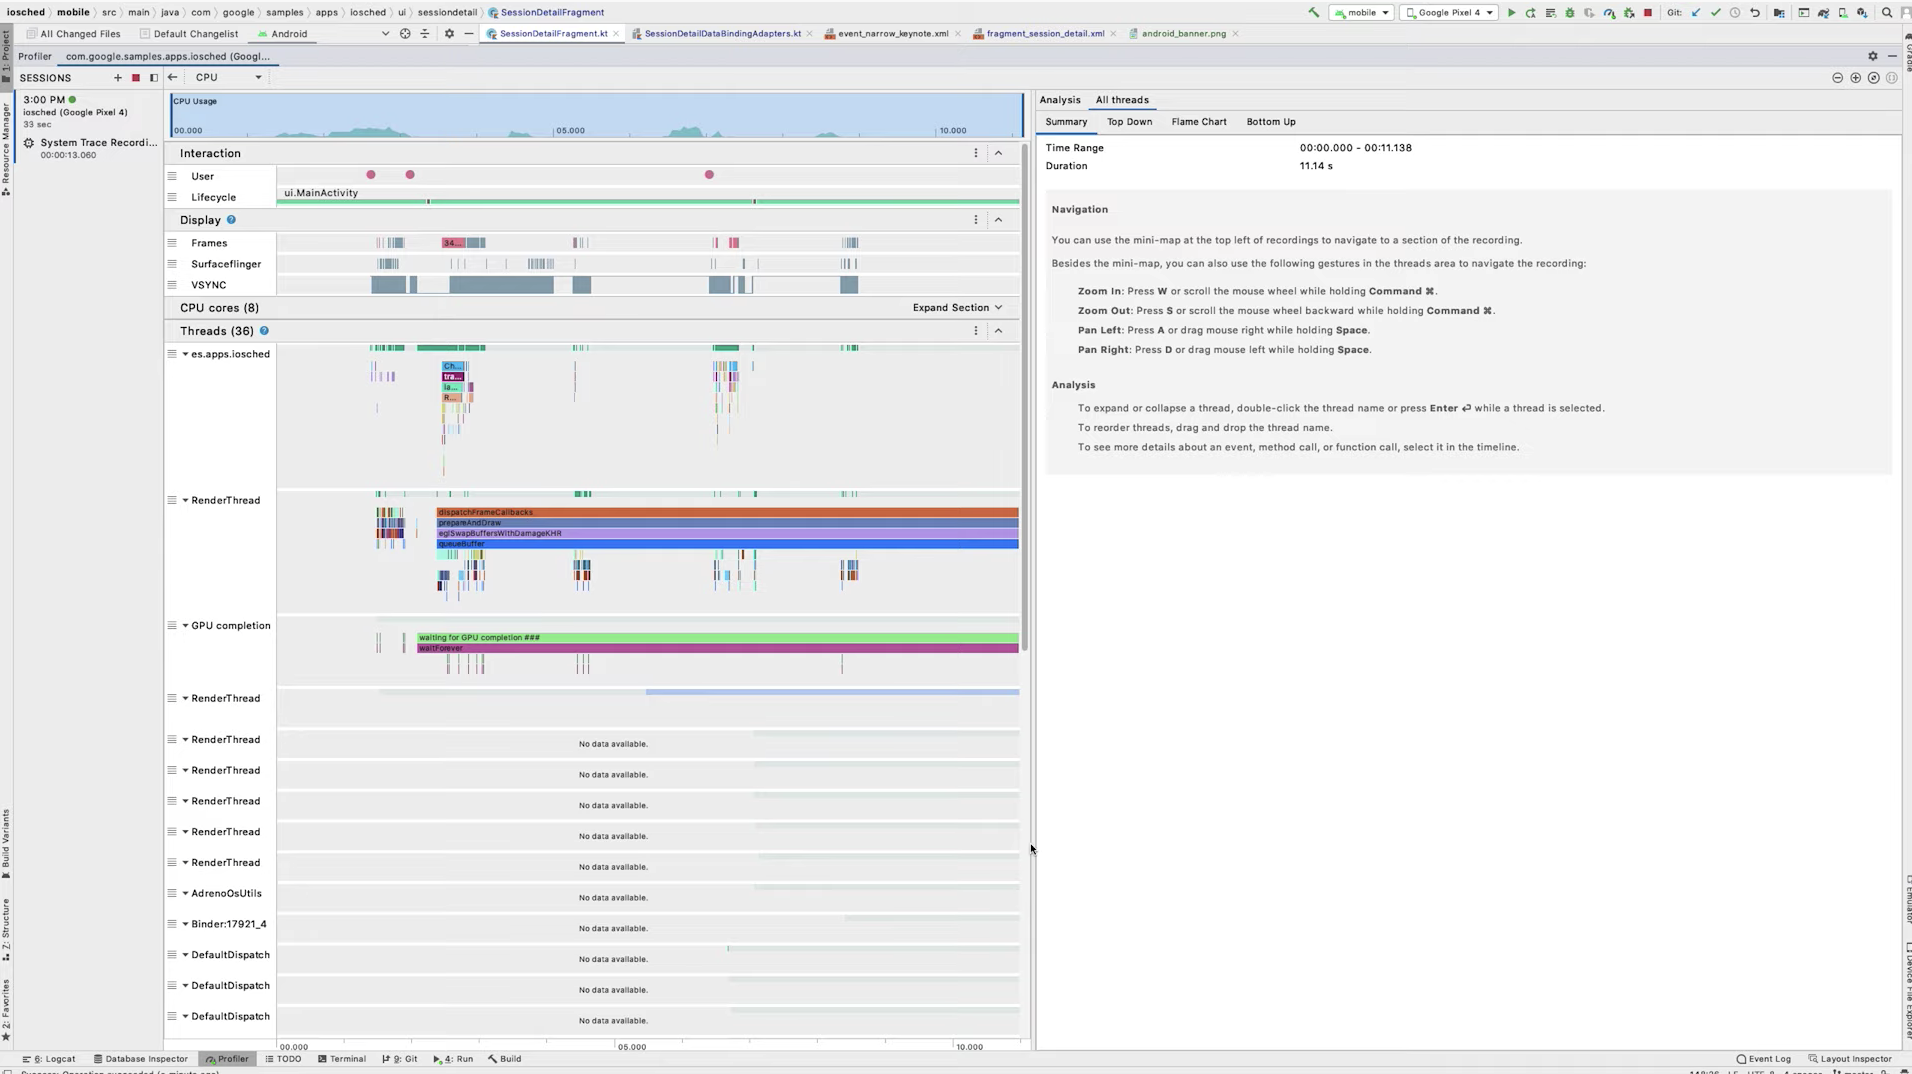 iosched mobile src main java com google samples apps iosched ui sessiondetail SessionDetailFragment
mobile
Google Pixel 4
Git:
All Changed Files
Default Changelist
Android
SessionDetailFragment.kt
SessionDetailDataBindingAdapters.kt
event_narrow_keynote.xml
fragment_session_detail.xml
android_banner.png
Profiler
com.google.samples.apps.iosched (Googl...
SESSIONS
CPU
3:00 PM
iosched (Google Pixel 4)
33 sec
System Trace Recordi...
00:00:13.060
CPU Usage
00.000
05.000
10.000
Interaction
User
Lifecycle
ui.MainActivity
Display
Frames
34...
Surfaceflinger
VSYNC
CPU cores (8)
Expand Section
Threads (36)
es.apps.iosched
Ch...
tra...
la...
R...
RenderThread
dispatchFrameCallbacks
prepareAndDraw
eglSwapBuffersWithDamageKHR
queueBuffer
GPU completion
waiting for GPU completion ###
waitForever
RenderThread
RenderThread
No data available.
RenderThread
No data available.
RenderThread
No data available.
RenderThread
No data available.
RenderThread
No data available.
AdrenoOsUtils
No data available.
Binder:17921_4
No data available.
DefaultDispatch
No data available.
DefaultDispatch
No data available.
DefaultDispatch
No data available.
00.000
05.000
10.000
Analysis
All threads
Summary
Top Down
Flame Chart
Bottom Up
Time Range
00:00.000 - 00:11.138
Duration
11.14 s
Navigation
You can use the mini-map at the top left of recordings to navigate to a section of the recording.
Besides the mini-map, you can also use the following gestures in the threads area to navigate the recording:
Zoom In: Press W or scroll the mouse wheel while holding Command ⌘.
Zoom Out: Press S or scroll the mouse wheel backward while holding Command ⌘.
Pan Left: Press A or drag mouse right while holding Space.
Pan Right: Press D or drag mouse left while holding Space.
Analysis
To expand or collapse a thread, double-click the thread name or press Enter ↵ while a thread is selected.
To reorder threads, drag and drop the thread name.
To see more details about an event, method call, or function call, select it in the timeline.
1: Project
Resource Manager
Build Variants
Z: Structure
2: Favorites
Gradle
Emulator
Device File Explorer
6: Logcat
Database Inspector
Profiler
TODO
Terminal
9: Git
4: Run
Build
Event Log
Layout Inspector